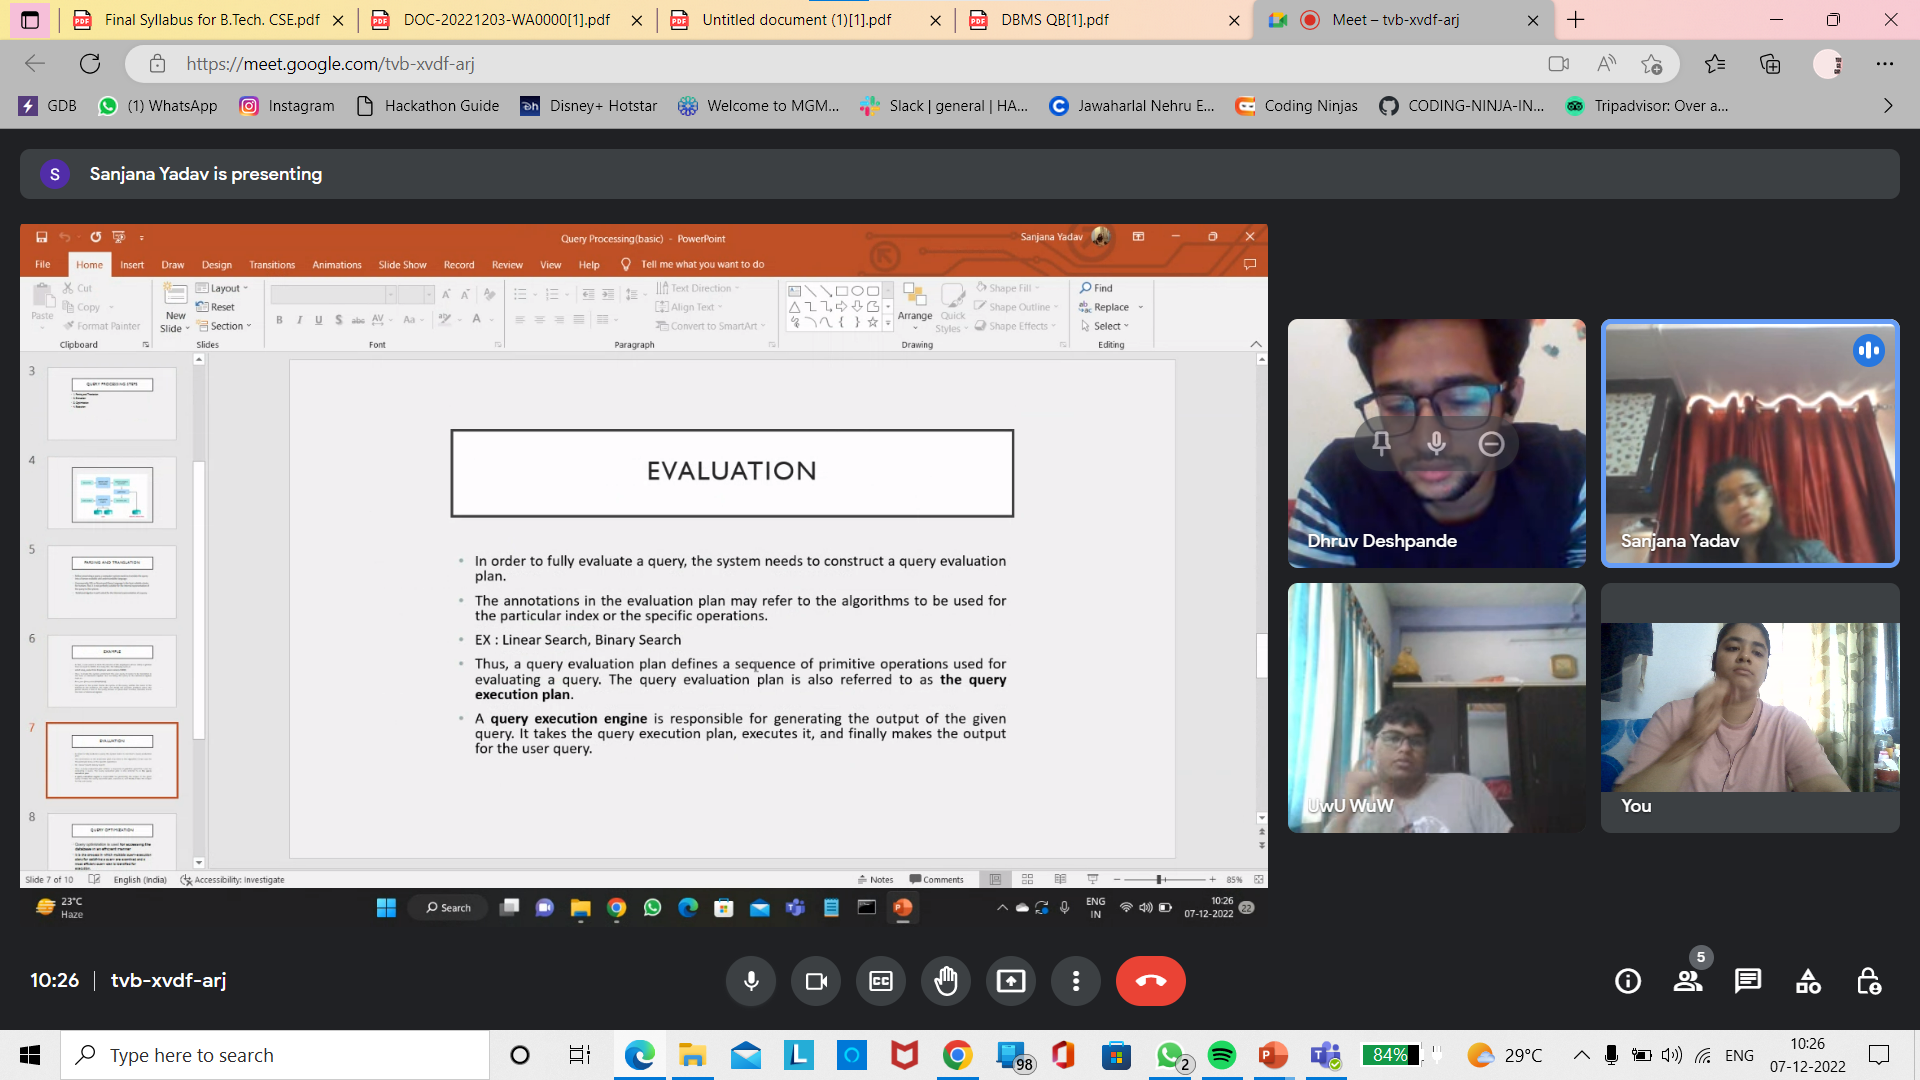 Final Syllabus for B.Tech. CSE.pdf
DOC-20221203-WA0000[1].pdf
Untitled document (1)[1].pdf
DBMS QB[1].pdf
Meet – tvb-xvdf-arj
https://meet.google.com/tvb-xvdf-arj
GDB
(1) WhatsApp
Instagram
Hackathon Guide
Disney+ Hotstar
Welcome to MGM...
Slack | general | HA...
Jawaharlal Nehru E...
Coding Ninjas
CODING-NINJA-IN...
Tripadvisor: Over a...
S
Sanjana Yadav is presenting
Query Processing(basic) - PowerPoint
Sanjana Yadav
File
Home
Insert
Draw
Design
Transitions
Animations
Slide Show
Record
Review
View
Help
Tell me what you want to do
Paste
Cut
Copy
Format Painter
Clipboard
New Slide
Layout
Reset
Section
Slides
Font
Text Direction
Align Text
Convert to SmartArt
Paragraph
Arrange
Quick Styles
Shape Fill
Shape Outline
Shape Effects
Drawing
Find
Replace
Select
Editing
3
QUERY PROCESSING STEPS
4
5
PARSING AND TRANSLATION
6
EXAMPLE
7
EVALUATION
8
QUERY OPTIMIZATION
EVALUATION
In order to fully evaluate a query, the system needs to construct a query evaluation
plan.
The annotations in the evaluation plan may refer to the algorithms to be used for
the particular index or the specific operations.
EX : Linear Search, Binary Search
Thus, a query evaluation plan defines a sequence of primitive operations used for
evaluating a query. The query evaluation plan is also referred to as the query
execution plan.
A query execution engine is responsible for generating the output of the given
query. It takes the query execution plan, executes it, and finally makes the output
for the user query.
Slide 7 of 10
English (India)
Accessibility: Investigate
Notes
Comments
85%
23°C
Haze
Search
ENG
IN
10:26
07-12-2022
22
Dhruv Deshpande
Sanjana Yadav
UwU WuW
You
10:26
tvb-xvdf-arj
5
Type here to search
98
2
84%
29°C
ENG
10:26
07-12-2022